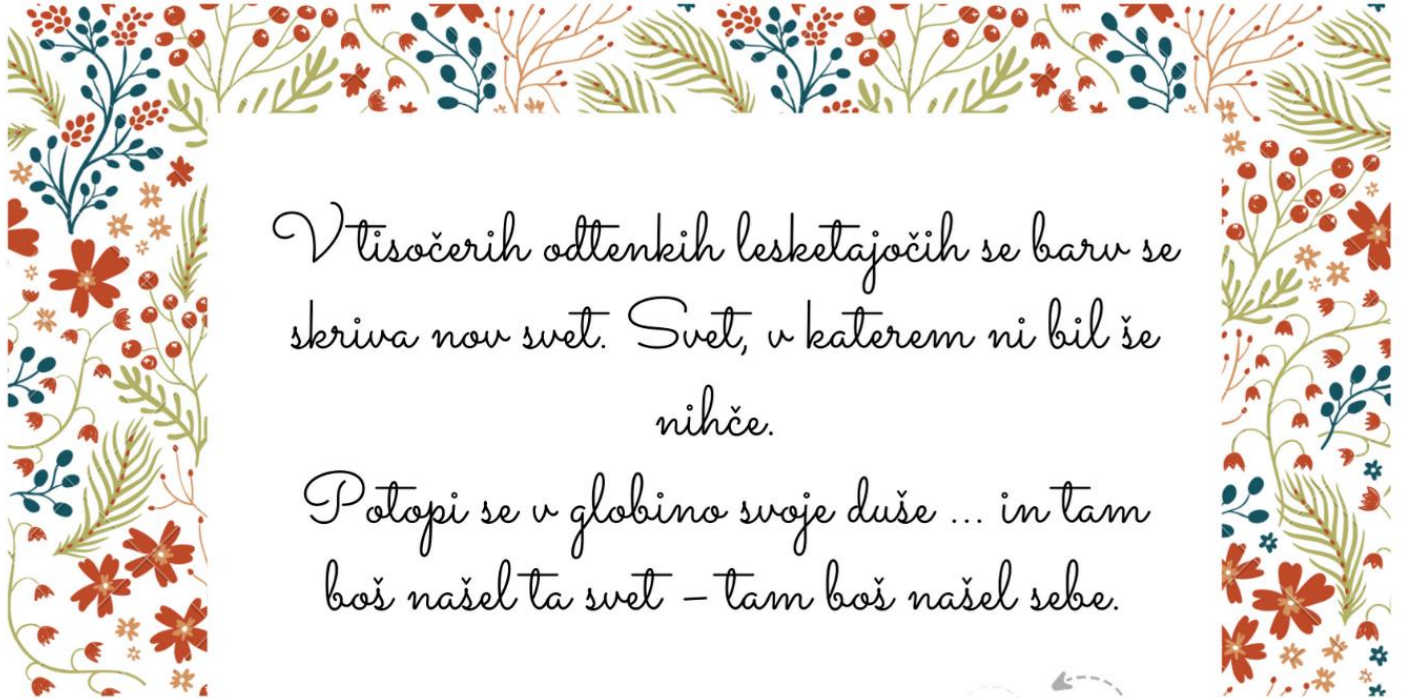 V tisočerih odtenkih lesketajočih se barv se
skriva nov svet. Svet, v katerem ni bil še
nihče.
Potopi se v globino svoje duše ... in tam
boš našel ta svet – tam boš našel sebe.